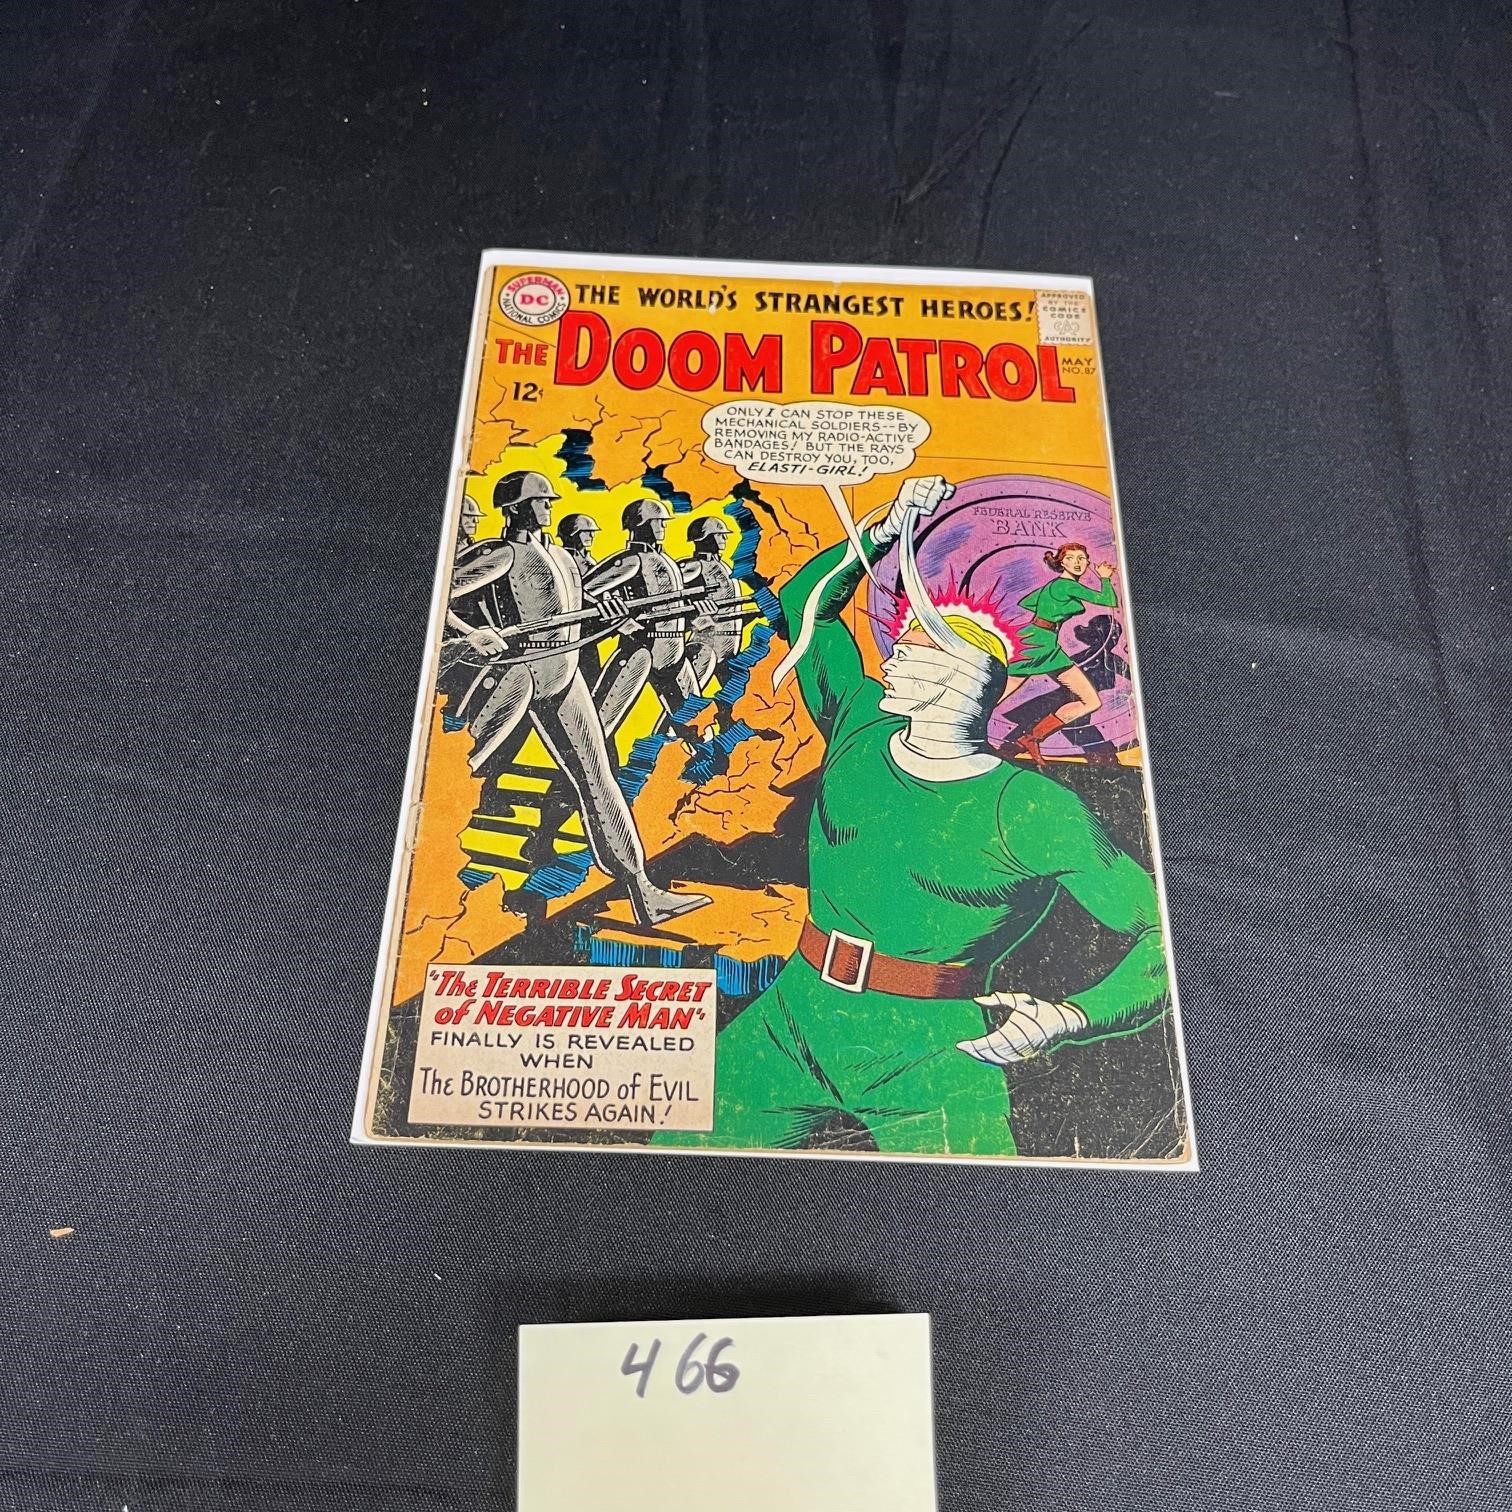 SUPERMAN
DC
NATIONAL COMICS
THE WORLD'S STRANGEST HEROES!
APPROVED
BY THE
COMICS
CODE
CA
AUTHORITY
THE DOOM PATROL
MAY
NO. 87
12¢
ONLY I CAN STOP THESE
MECHANICAL SOLDIERS--BY
REMOVING MY RADIO-ACTIVE
BANDAGES! BUT THE RAYS
CAN DESTROY YOU, TOO,
ELASTI-GIRL!
FEDERAL RESERVE
BANK
"The TERRIBLE SECRET
of NEGATIVE MAN"
FINALLY IS REVEALED
WHEN
The BROTHERHOOD of EVIL
STRIKES AGAIN!
466